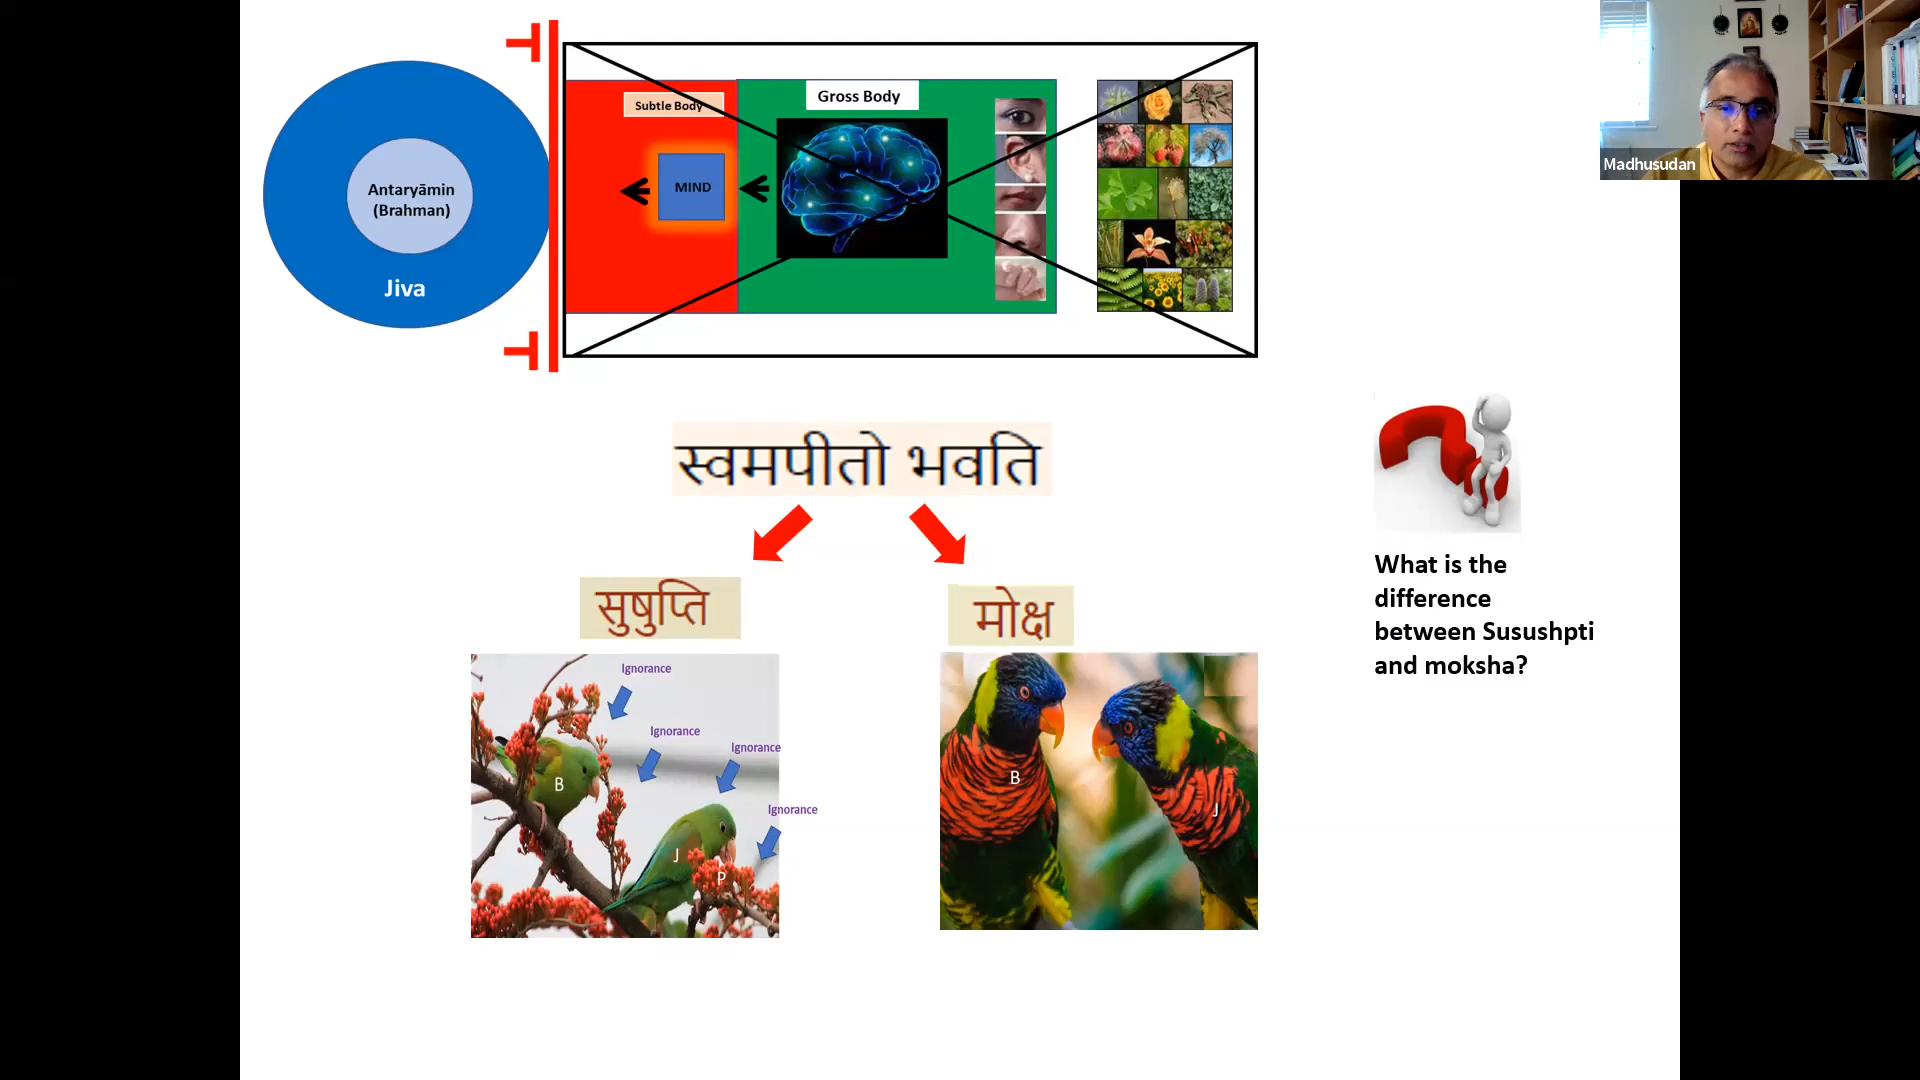 Subtle Body
Gross Body
MIND
Antaryāmin
(Brahman)
Jiva
Madhusudan
स्वमपीतो भवति
सुषुप्ति
मोक्ष
Ignorance
Ignorance
Ignorance
Ignorance
B
J
P
B
J
What is the
difference
between Susushpti
and moksha?